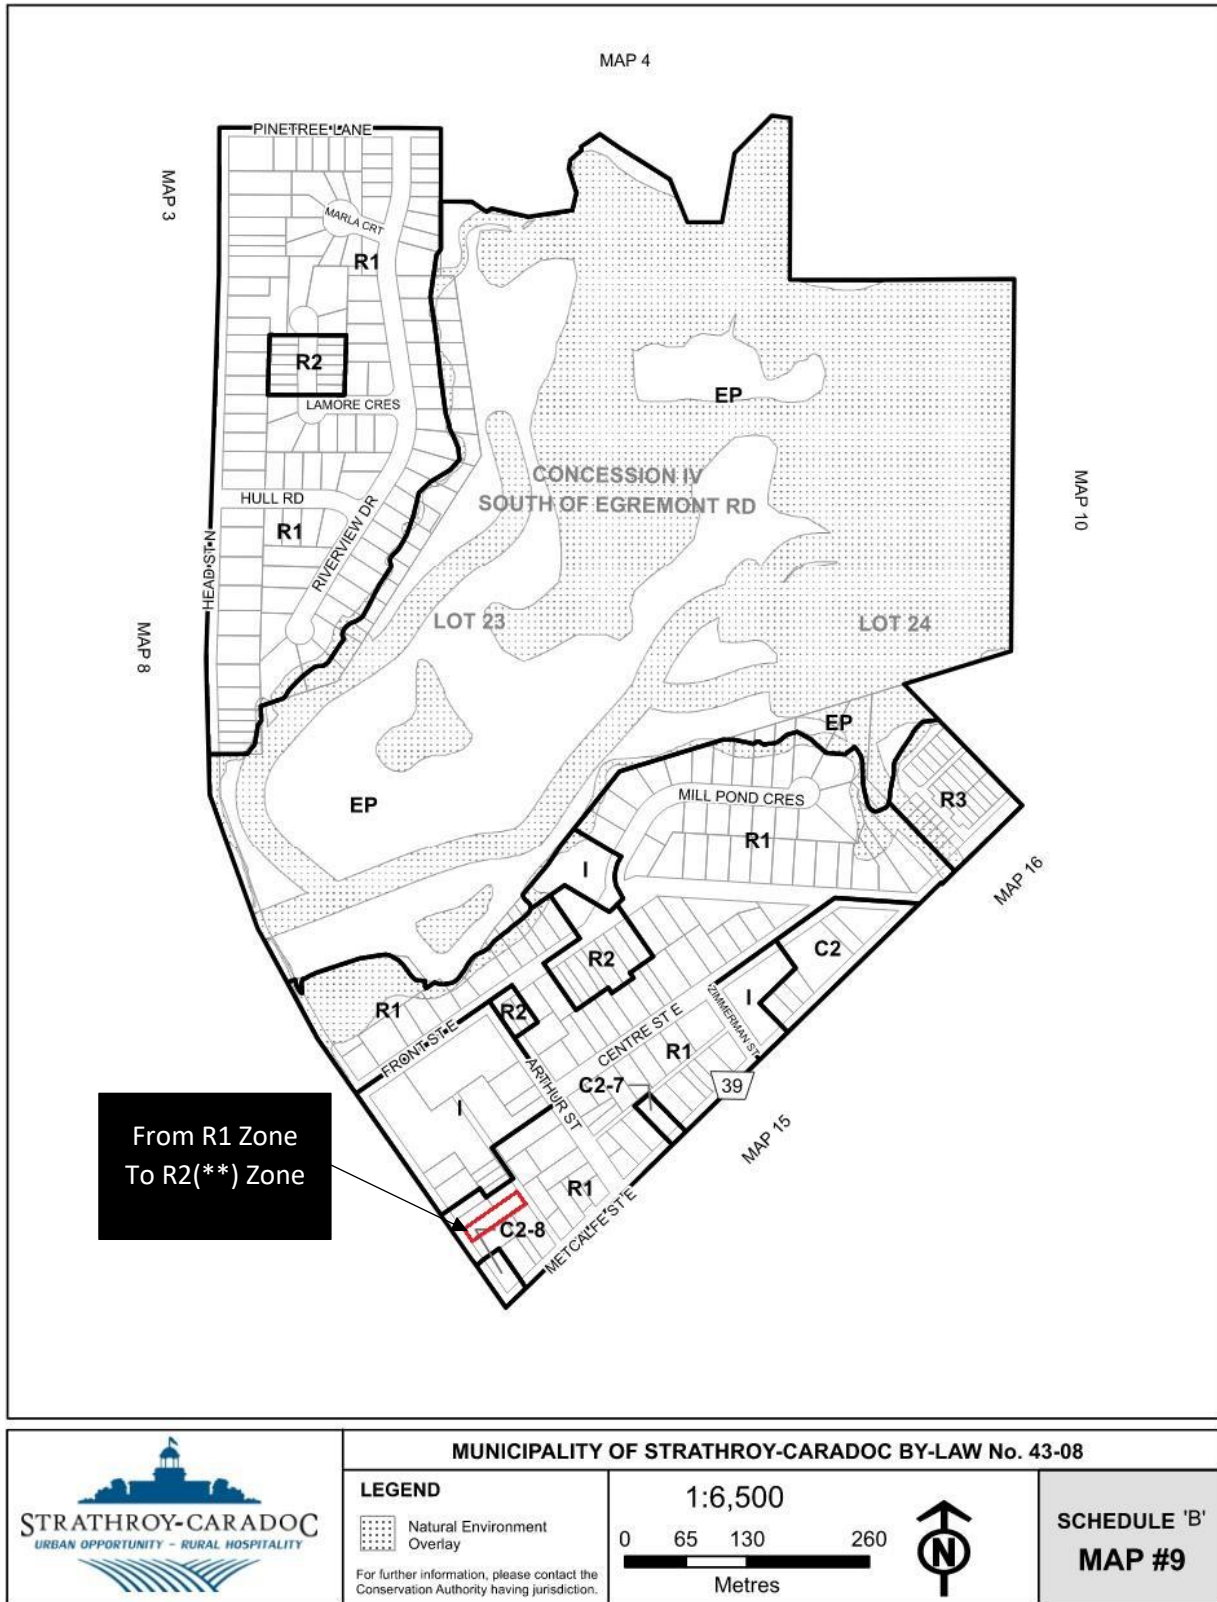 MAP 4
PINETREE LANE
MAP 3
MARLA CRT
R1
R2
LAMORE CRES
EP
CONCESSION IV
SOUTH OF EGREMONT RD
HULL RD
R1
RIVERVIEW DR
HEAD ST N
MAP 10
LOT 23
LOT 24
MAP 8
EP
EP
MILL POND CRES
R3
R1
I
MAP 16
C2
R2
I
ZIMMERMAN ST
R1
R2
FRONT ST E
CENTRE ST E
R1
ARTHUR ST
C2-7
39
I
MAP 15
From R1 Zone
To R2(**) Zone
R1
C2-8
METCALFE ST E
STRATHROY-CARADOC
URBAN OPPORTUNITY - RURAL HOSPITALITY
MUNICIPALITY OF STRATHROY-CARADOC BY-LAW No. 43-08
LEGEND
Natural Environment
Overlay
For further information, please contact the
Conservation Authority having jurisdiction.
1:6,500
0 65 130 260
Metres
N
SCHEDULE 'B'
MAP #9